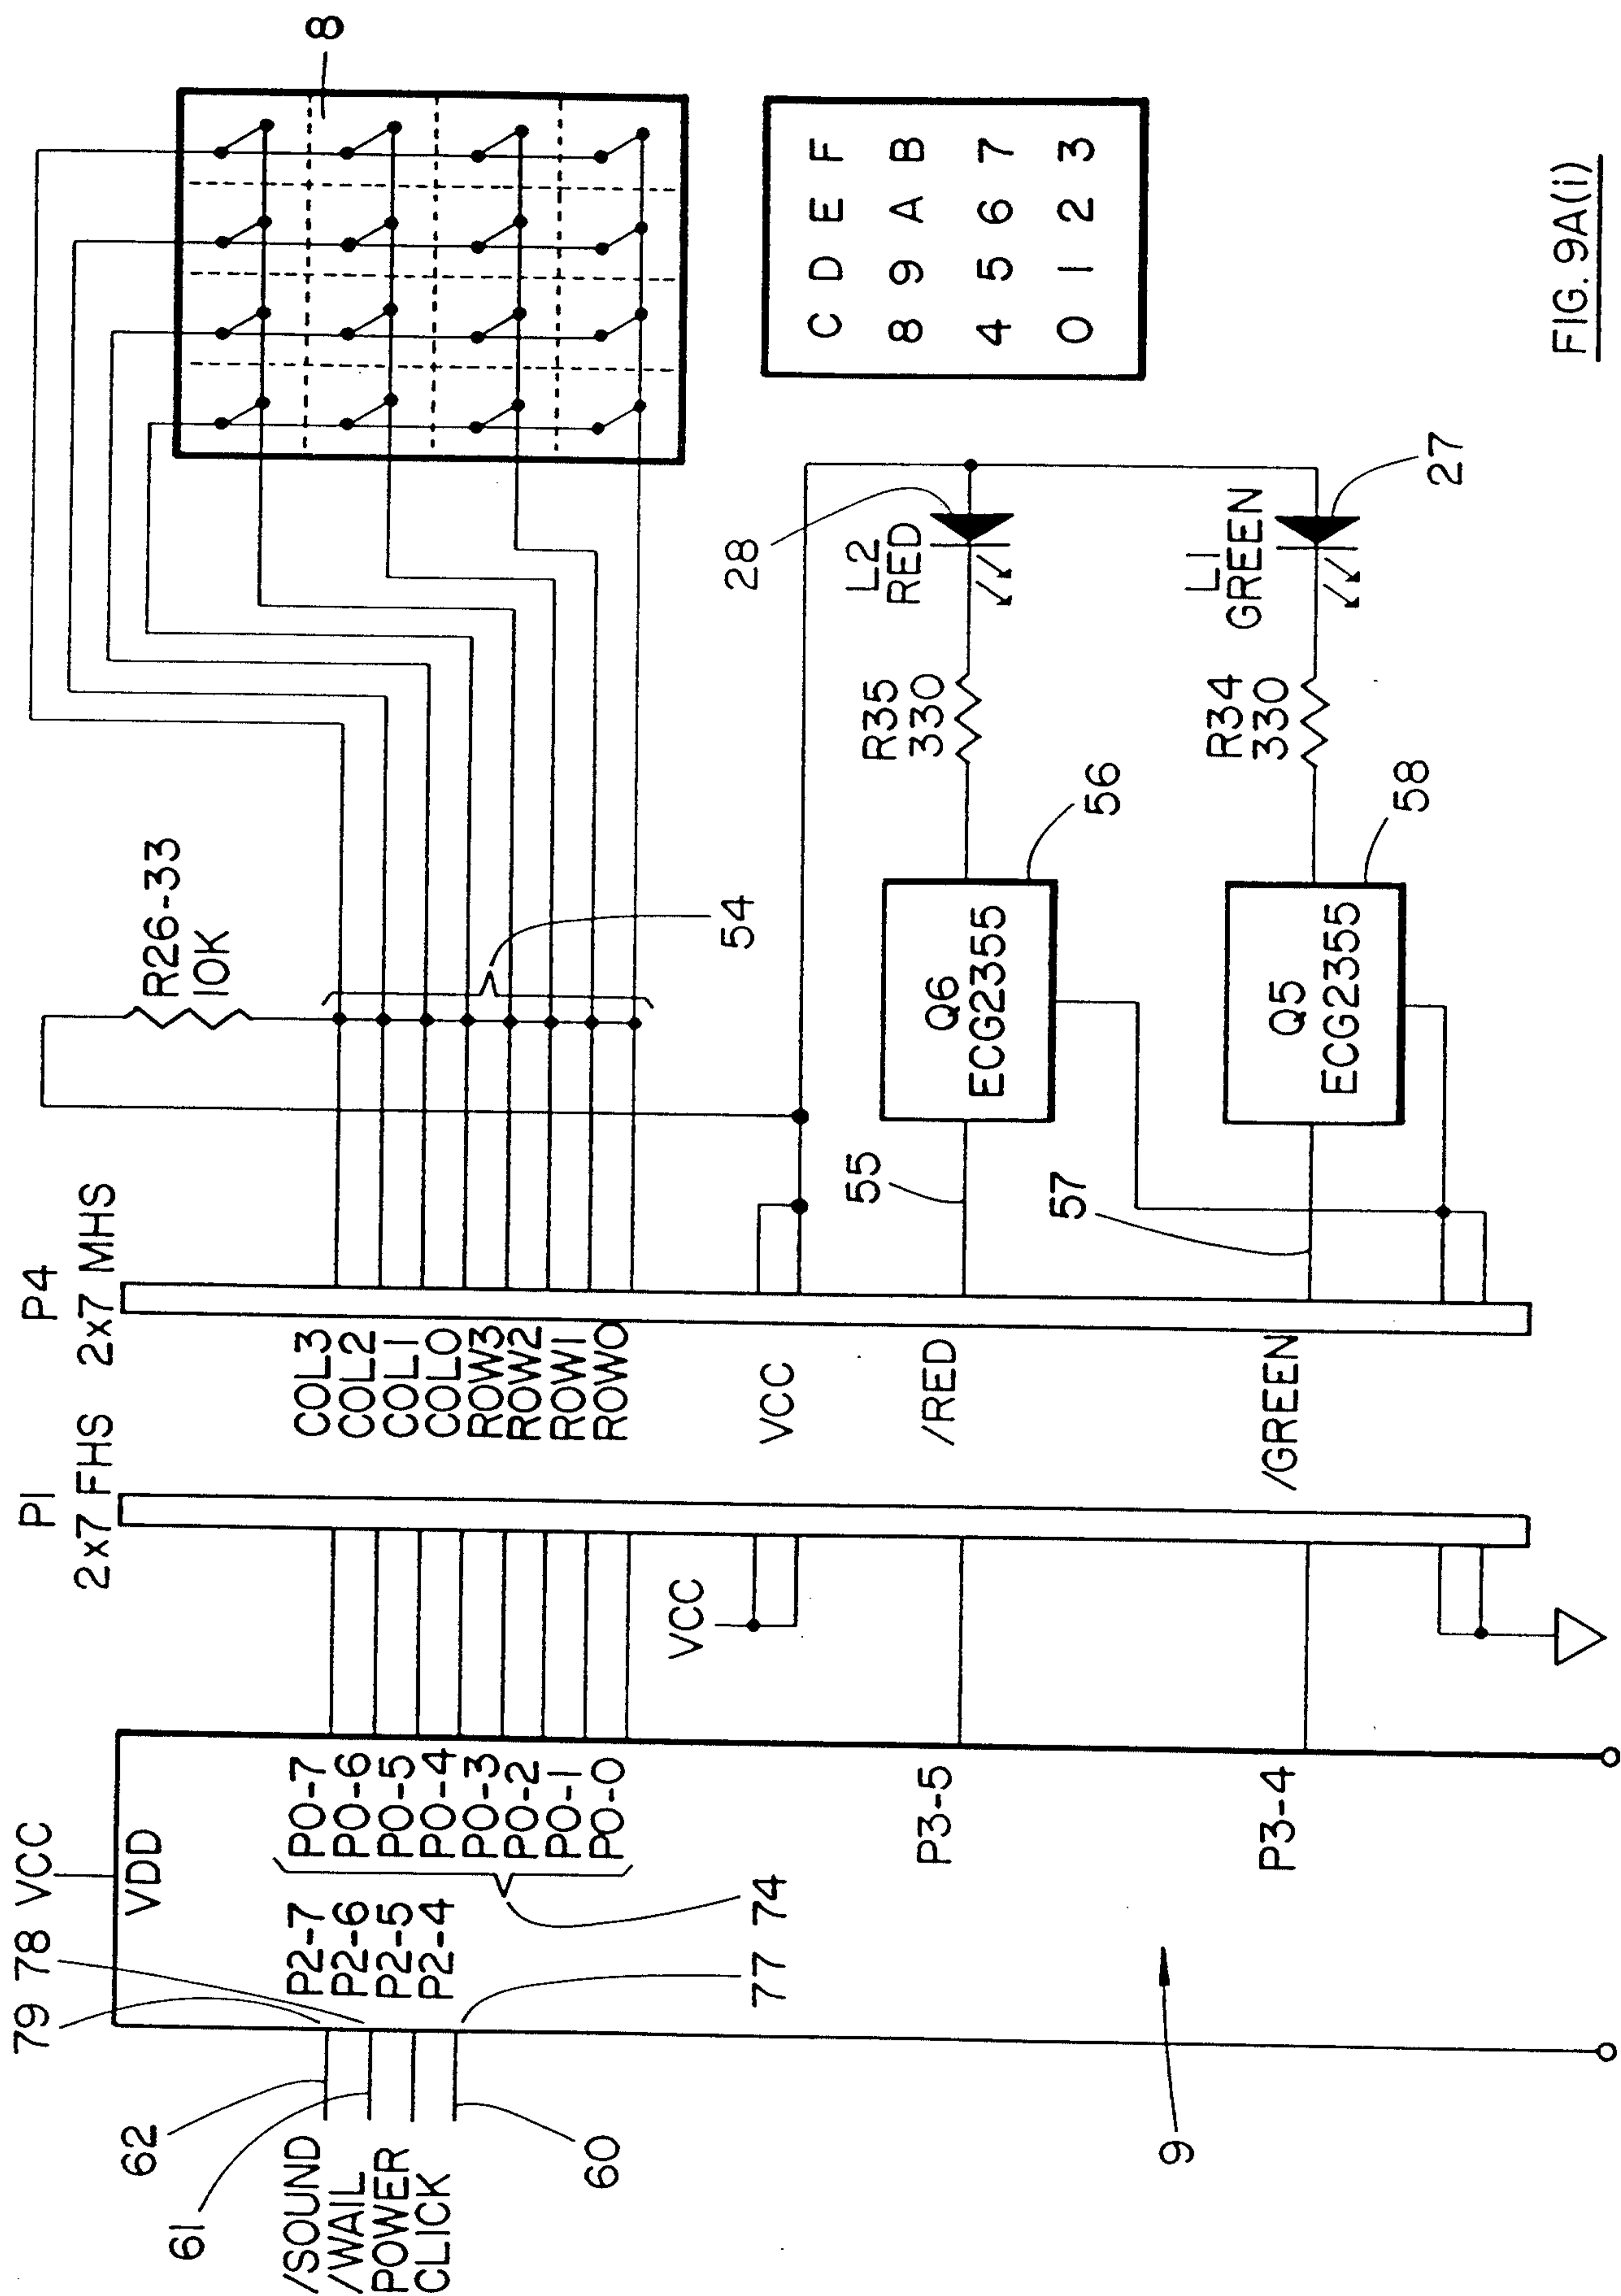 79 78 VCC
VDD
62
61
/SOUND
/WAIL
POWER
CLICK
60
P2-7
P2-6
P2-5
P2-4
77
74
P0-7
P0-6
P0-5
P0-4
P0-3
P0-2
P0-1
P0-0
P3-5
P3-4
9
P1
2x7 FHS
VCC
P4
2x7 MHS
COL3
COL2
COL1
COL0
ROW3
ROW2
ROW1
ROW0
VCC
/RED
/GREEN
R26-33
10K
54
55
57
Q6
ECG2355
56
Q5
ECG2355
58
R35
330
R34
330
28
L2
RED
L1
GREEN
27
8
C D E F
8 9 A B
4 5 6 7
0 1 2 3
FIG. 9A(i)